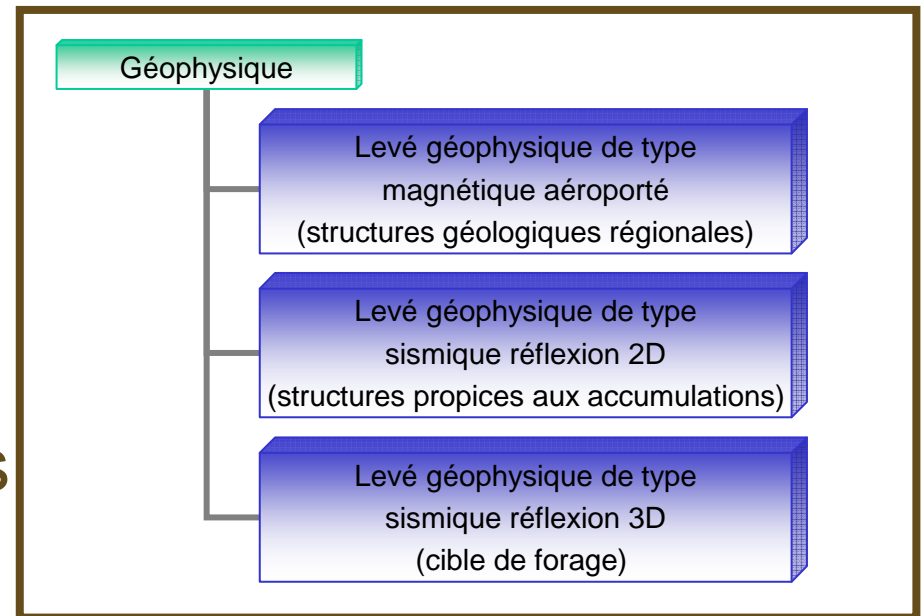 Géophysique
Levé géophysique de type
magnétique aéroporté
(structures géologiques régionales)
Levé géophysique de type
sismique réflexion 2D
(structures propices aux accumulations)
s
Levé géophysique de type
sismique réflexion 3D
(cible de forage)